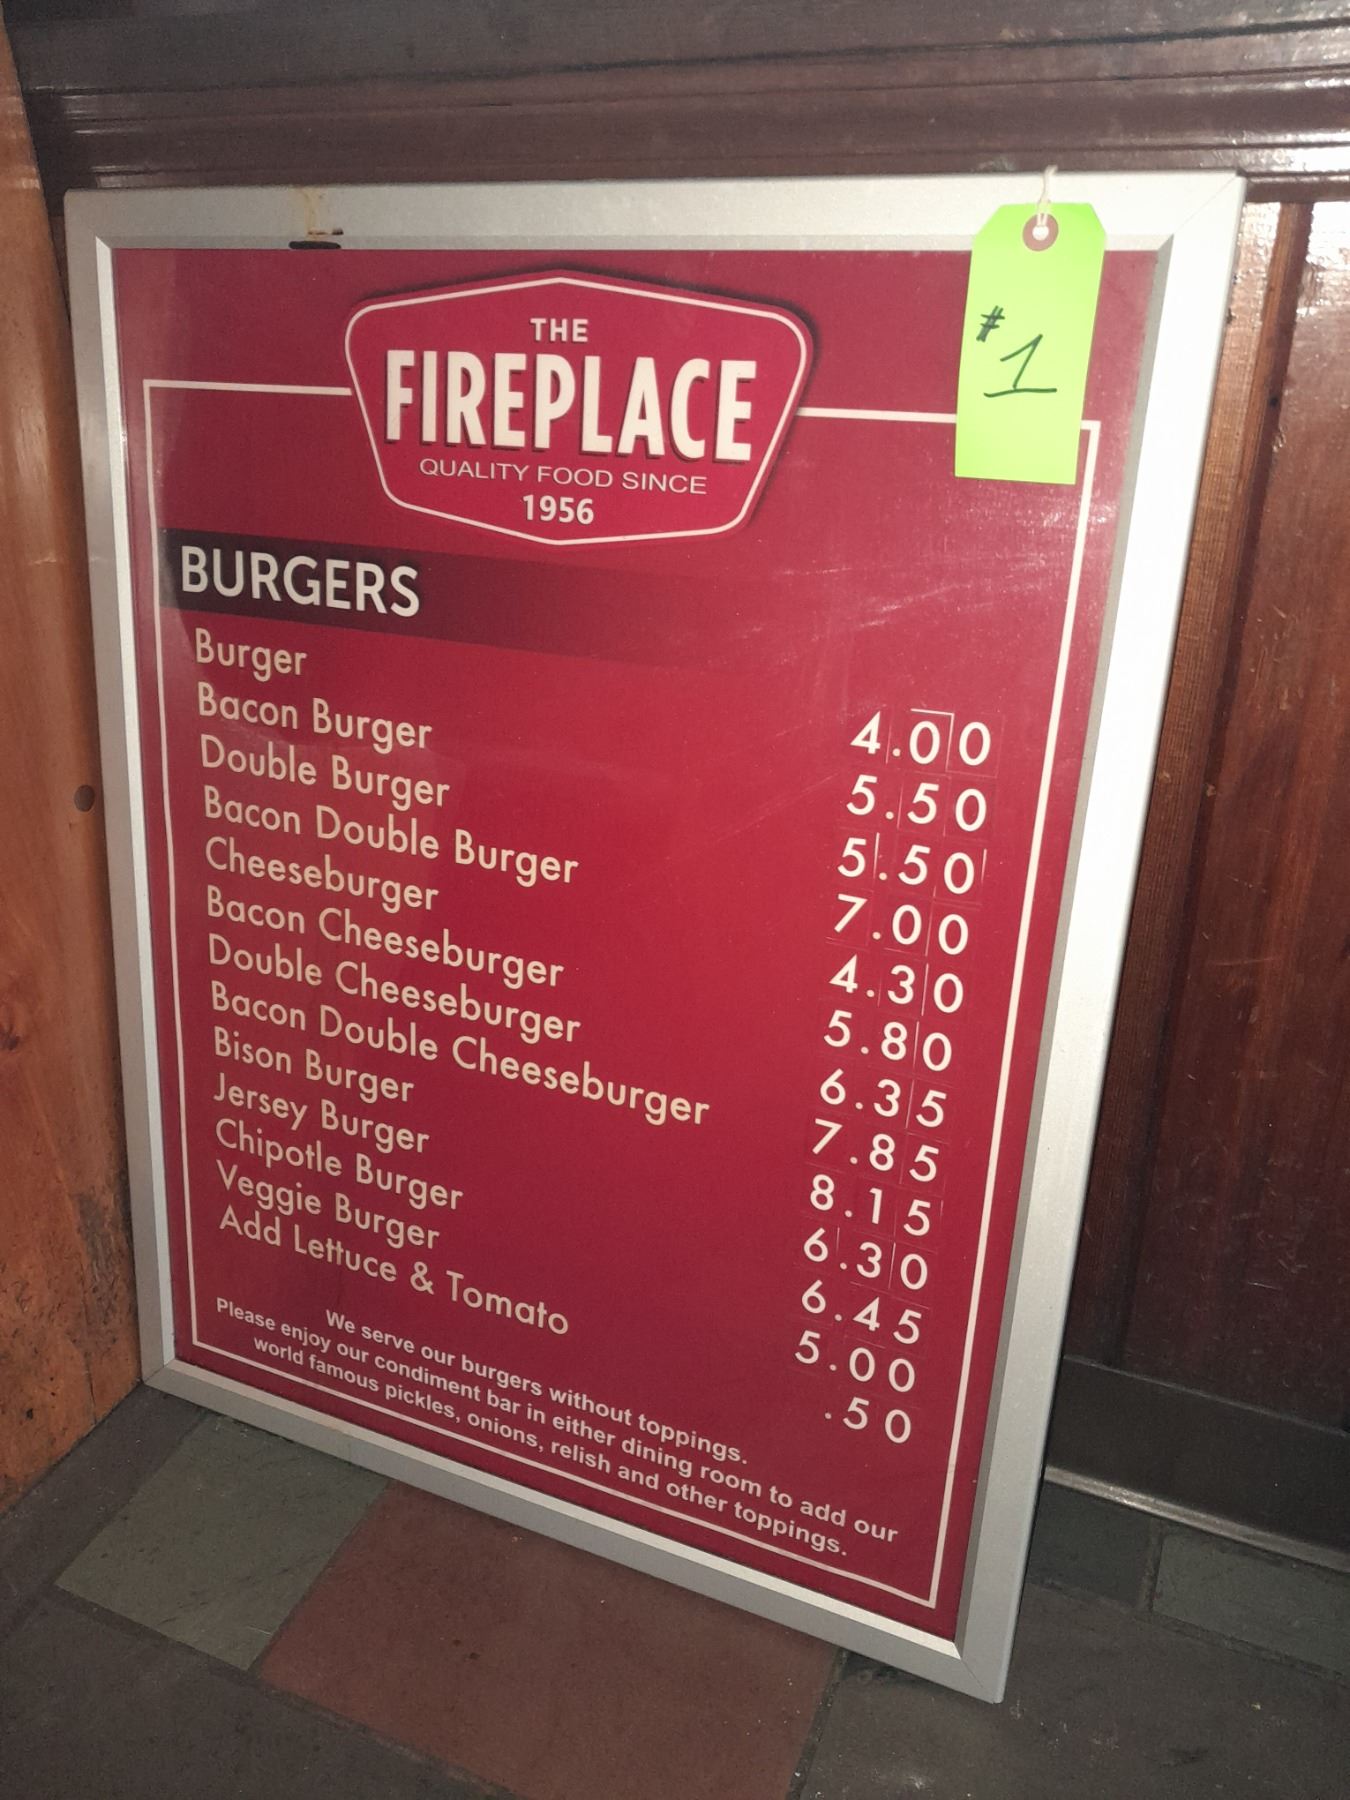 #1
THE
FIREPLACE
QUALITY FOOD SINCE
1956
BURGERS
Burger 4.00
Bacon Burger 5.50
Double Burger 5.50
Bacon Double Burger 7.00
Cheeseburger 4.30
Bacon Cheeseburger 5.80
Double Cheeseburger 6.35
Bacon Double Cheeseburger 7.85
Bison Burger 8.15
Jersey Burger 6.30
Chipotle Burger 6.45
Veggie Burger 5.00
Add Lettuce & Tomato .50
We serve our burgers without toppings.
Please enjoy our condiment bar in either dining room to add our
world famous pickles, onions, relish and other toppings.